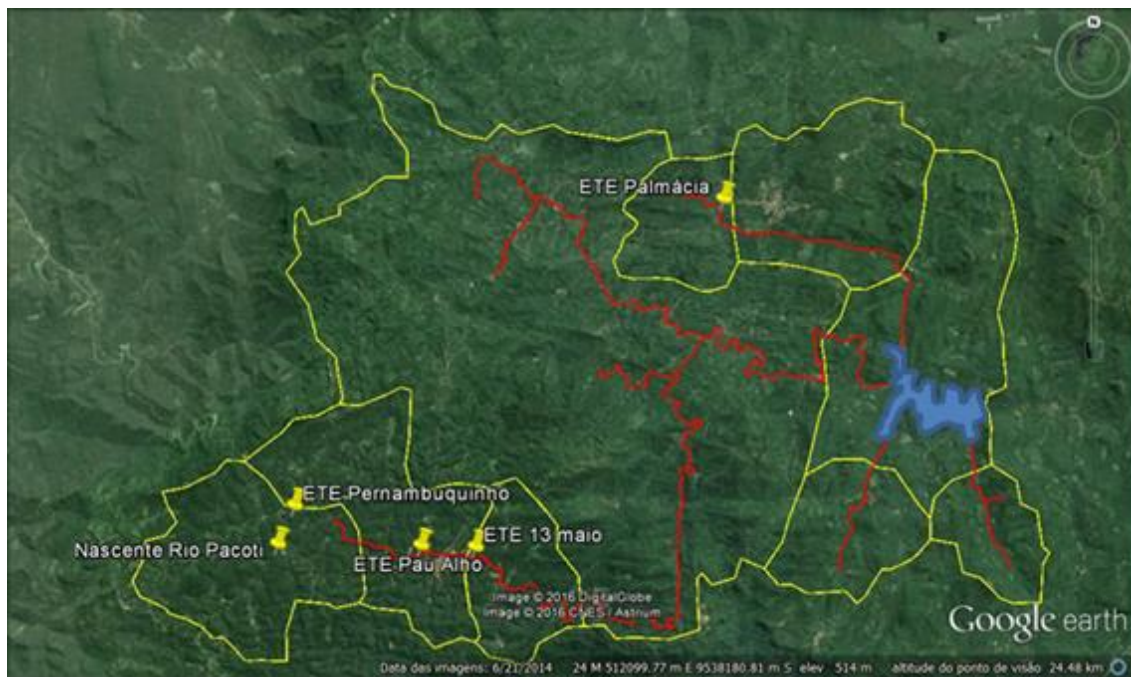 N
ETE Palmácia
ETE Pernambuquinho
Nascente Rio Pacoti
ETE Pau Alho
ETE 13 maio
Image © 2016 DigitalGlobe
Image © 2016 CNES / Astrium
Google earth
Data das imagens: 6/21/2014 24 M 512099.77 m E 9538180.81 m S elev 514 m altitude do ponto de visão 24.48 km